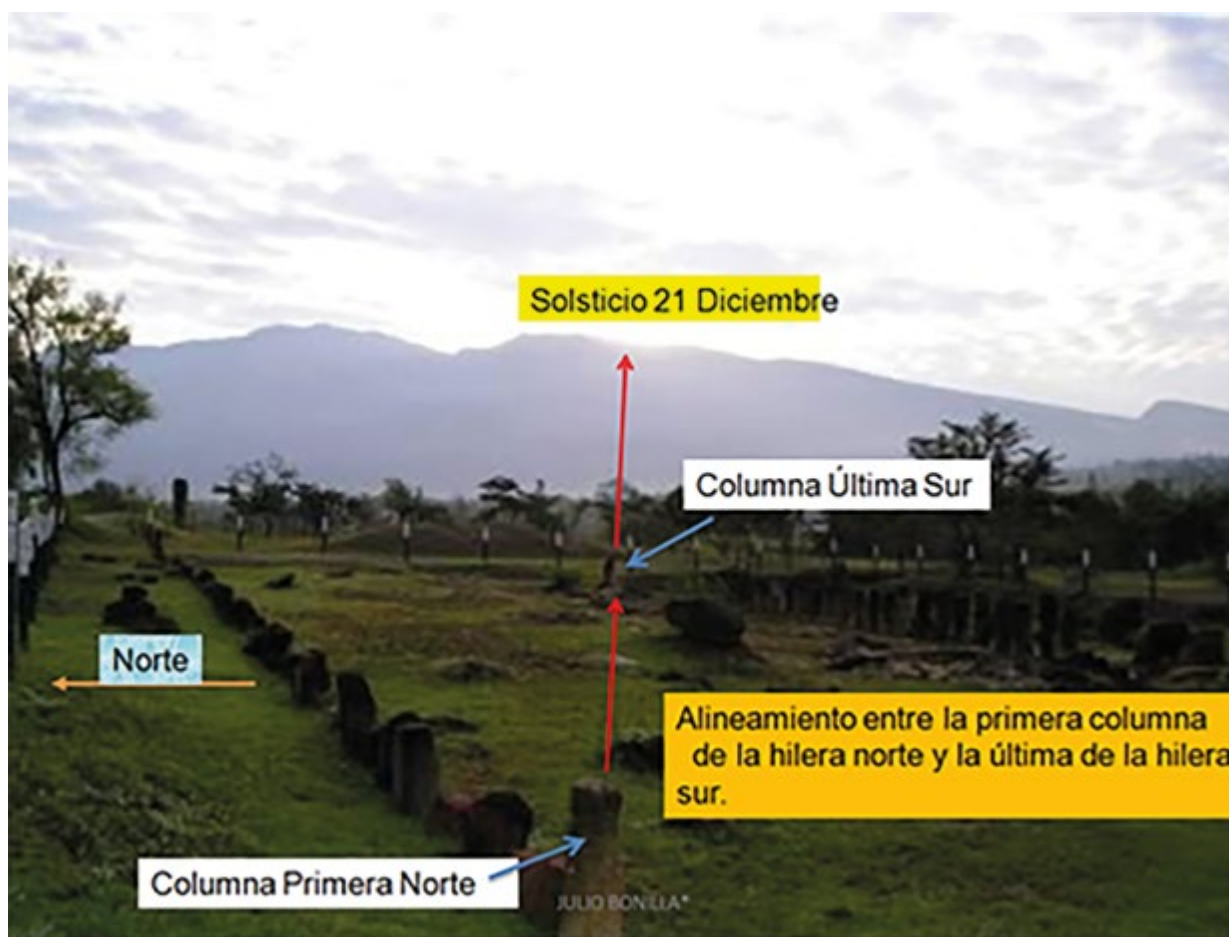 Solsticio 21 Diciembre
Columna Última Sur
Norte
Alineamiento entre la primera columna
de la hilera norte y la última de la hilera
sur.
Columna Primera Norte
JULIO BONILLA*